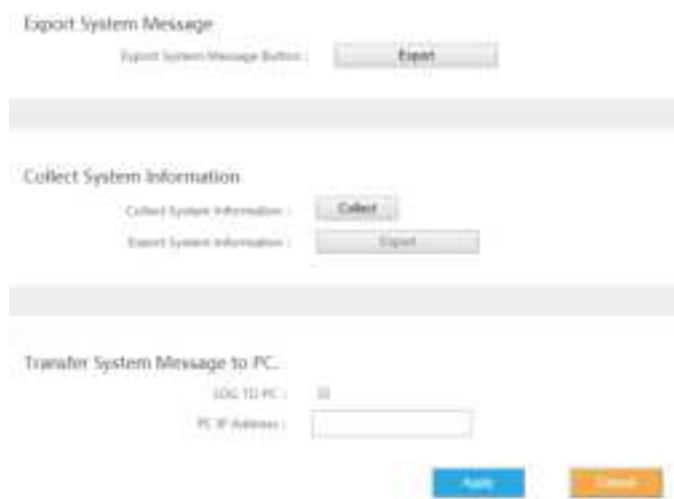 Export System Message
Export System Message Button : Export
Collect System Information
Collect System Information : Collect
Export System Information : Export
Transfer System Message to PC.
LOG TO PC :
PC IP Address :
Apply Cancel